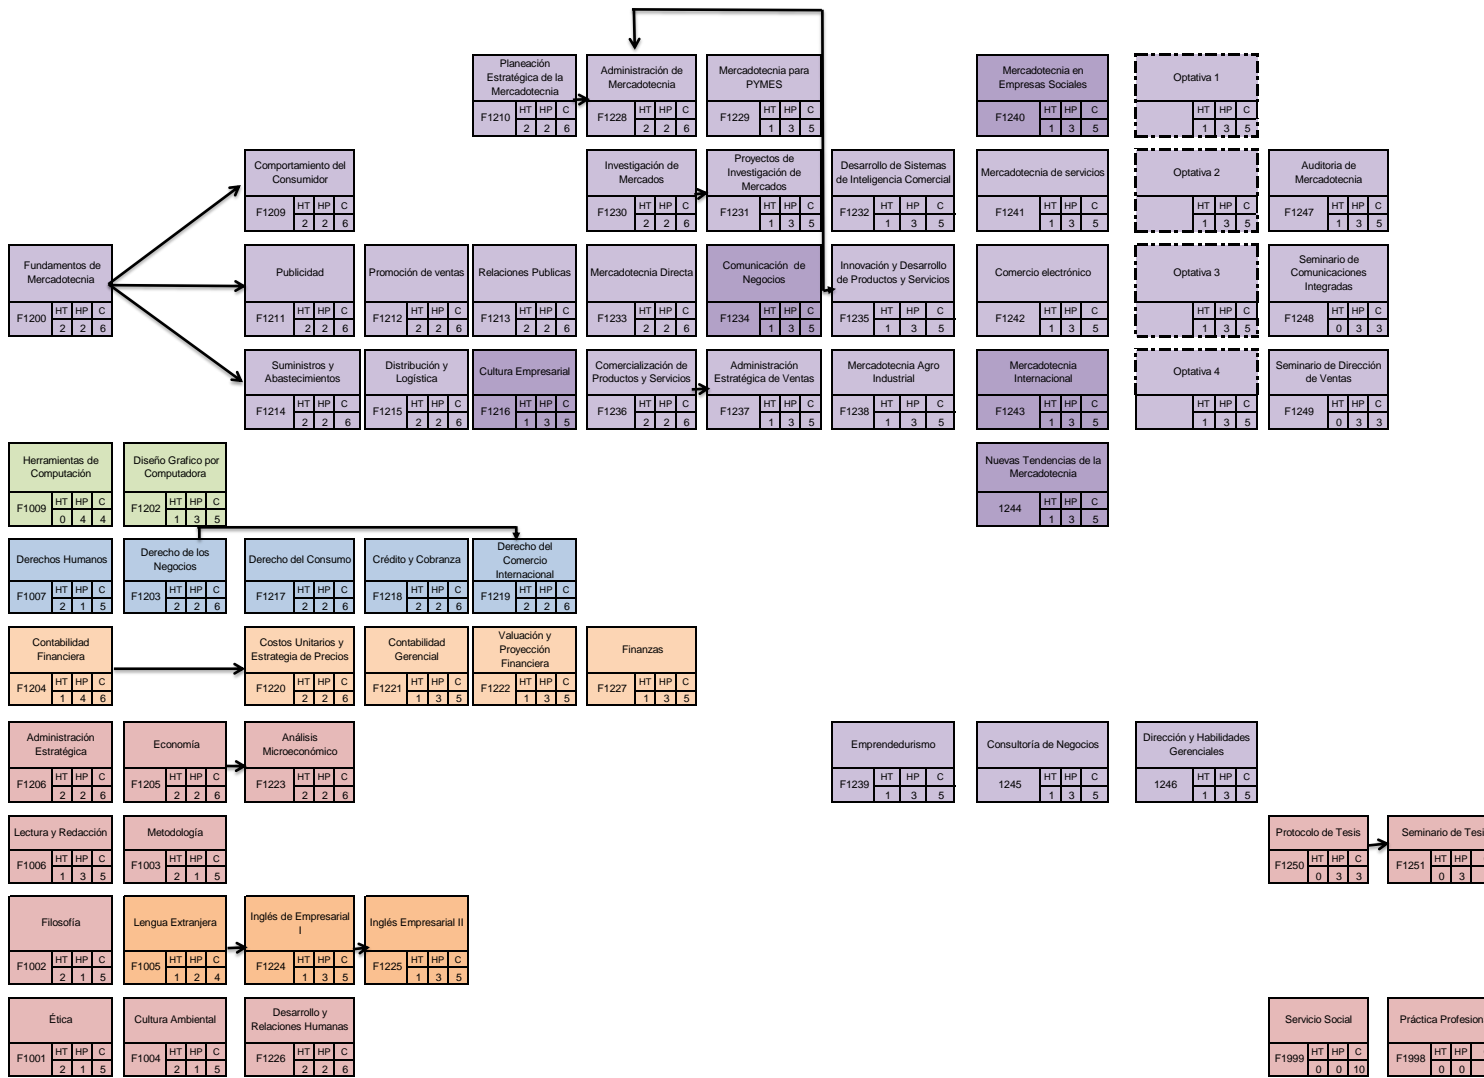 Planeación
Estratégica de la
Mercadotecnia
F1210 HT HP C
2 2 6
Administración de
Mercadotecnia
F1228 HT HP C
2 2 6
Mercadotecnia para
PYMES
F1229 HT HP C
1 3 5
Mercadotecnia en
Empresas Sociales
F1240 HT HP C
1 3 5
Optativa 1
HT HP C
1 3 5
Comportamiento del
Consumidor
F1209 HT HP C
2 2 6
Investigación de
Mercados
F1230 HT HP C
2 2 6
Proyectos de
Investigación de
Mercados
F1231 HT HP C
1 3 5
Desarrollo de Sistemas
de Inteligencia Comercial
F1232 HT HP C
1 3 5
Mercadotecnia de servicios
F1241 HT HP C
1 3 5
Optativa 2
HT HP C
1 3 5
Auditoria de
Mercadotecnia
F1247 HT HP C
1 3 5
Fundamentos de
Mercadotecnia
F1200 HT HP C
2 2 6
Publicidad
F1211 HT HP C
2 2 6
Promoción de ventas
F1212 HT HP C
2 2 6
Relaciones Publicas
F1213 HT HP C
2 2 6
Mercadotecnia Directa
F1233 HT HP C
2 2 6
Comunicación de
Negocios
F1234 HT HP C
1 3 5
Innovación y Desarrollo
de Productos y Servicios
F1235 HT HP C
1 3 5
Comercio electrónico
F1242 HT HP C
1 3 5
Optativa 3
HT HP C
1 3 5
Seminario de
Comunicaciones
Integradas
F1248 HT HP C
0 3 3
Suministros y
Abastecimientos
F1214 HT HP C
2 2 6
Distribución y
Logística
F1215 HT HP C
2 2 6
Cultura Empresarial
F1216 HT HP C
1 3 5
Comercialización de
Productos y Servicios
F1236 HT HP C
2 2 6
Administración
Estratégica de Ventas
F1237 HT HP C
1 3 5
Mercadotecnia Agro
Industrial
F1238 HT HP C
1 3 5
Mercadotecnia
Internacional
F1243 HT HP C
1 3 5
Optativa 4
HT HP C
1 3 5
Seminario de Dirección
de Ventas
F1249 HT HP C
0 3 3
Herramientas de
Computación
F1009 HT HP C
0 4 4
Diseño Grafico por
Computadora
F1202 HT HP C
1 3 5
Nuevas Tendencias de la
Mercadotecnia
1244 HT HP C
1 3 5
Derechos Humanos
F1007 HT HP C
2 1 5
Derecho de los
Negocios
F1203 HT HP C
2 2 6
Derecho del Consumo
F1217 HT HP C
2 2 6
Crédito y Cobranza
F1218 HT HP C
2 2 6
Derecho del
Comercio
Internacional
F1219 HT HP C
2 2 6
Contabilidad
Financiera
F1204 HT HP C
1 4 6
Costos Unitarios y
Estrategia de Precios
F1220 HT HP C
2 2 6
Contabilidad
Gerencial
F1221 HT HP C
1 3 5
Valuación y
Proyección
Financiera
F1222 HT HP C
1 3 5
Finanzas
F1227 HT HP C
1 3 5
Administración
Estratégica
F1206 HT HP C
2 2 6
Economía
F1205 HT HP C
2 2 6
Análisis
Microeconómico
F1223 HT HP C
2 2 6
Emprendedurismo
F1239 HT HP C
1 3 5
Consultoría de Negocios
1245 HT HP C
1 3 5
Dirección y Habilidades
Gerenciales
1246 HT HP C
1 3 5
Lectura y Redacción
F1006 HT HP C
1 3 5
Metodología
F1003 HT HP C
2 1 5
Protocolo de Tesis
F1250 HT HP C
0 3 3
Seminario de Tesi
F1251 HT HP
0 3
Filosofía
F1002 HT HP C
2 1 5
Lengua Extranjera
F1005 HT HP C
1 2 4
Inglés de Empresarial
I
F1224 HT HP C
1 3 5
Inglés Empresarial II
F1225 HT HP C
1 3 5
Ética
F1001 HT HP C
2 1 5
Cultura Ambiental
F1004 HT HP C
2 1 5
Desarrollo y
Relaciones Humanas
F1226 HT HP C
2 2 6
Servicio Social
F1999 HT HP C
0 0 10
Práctica Profesion
F1998 HT HP
0 0